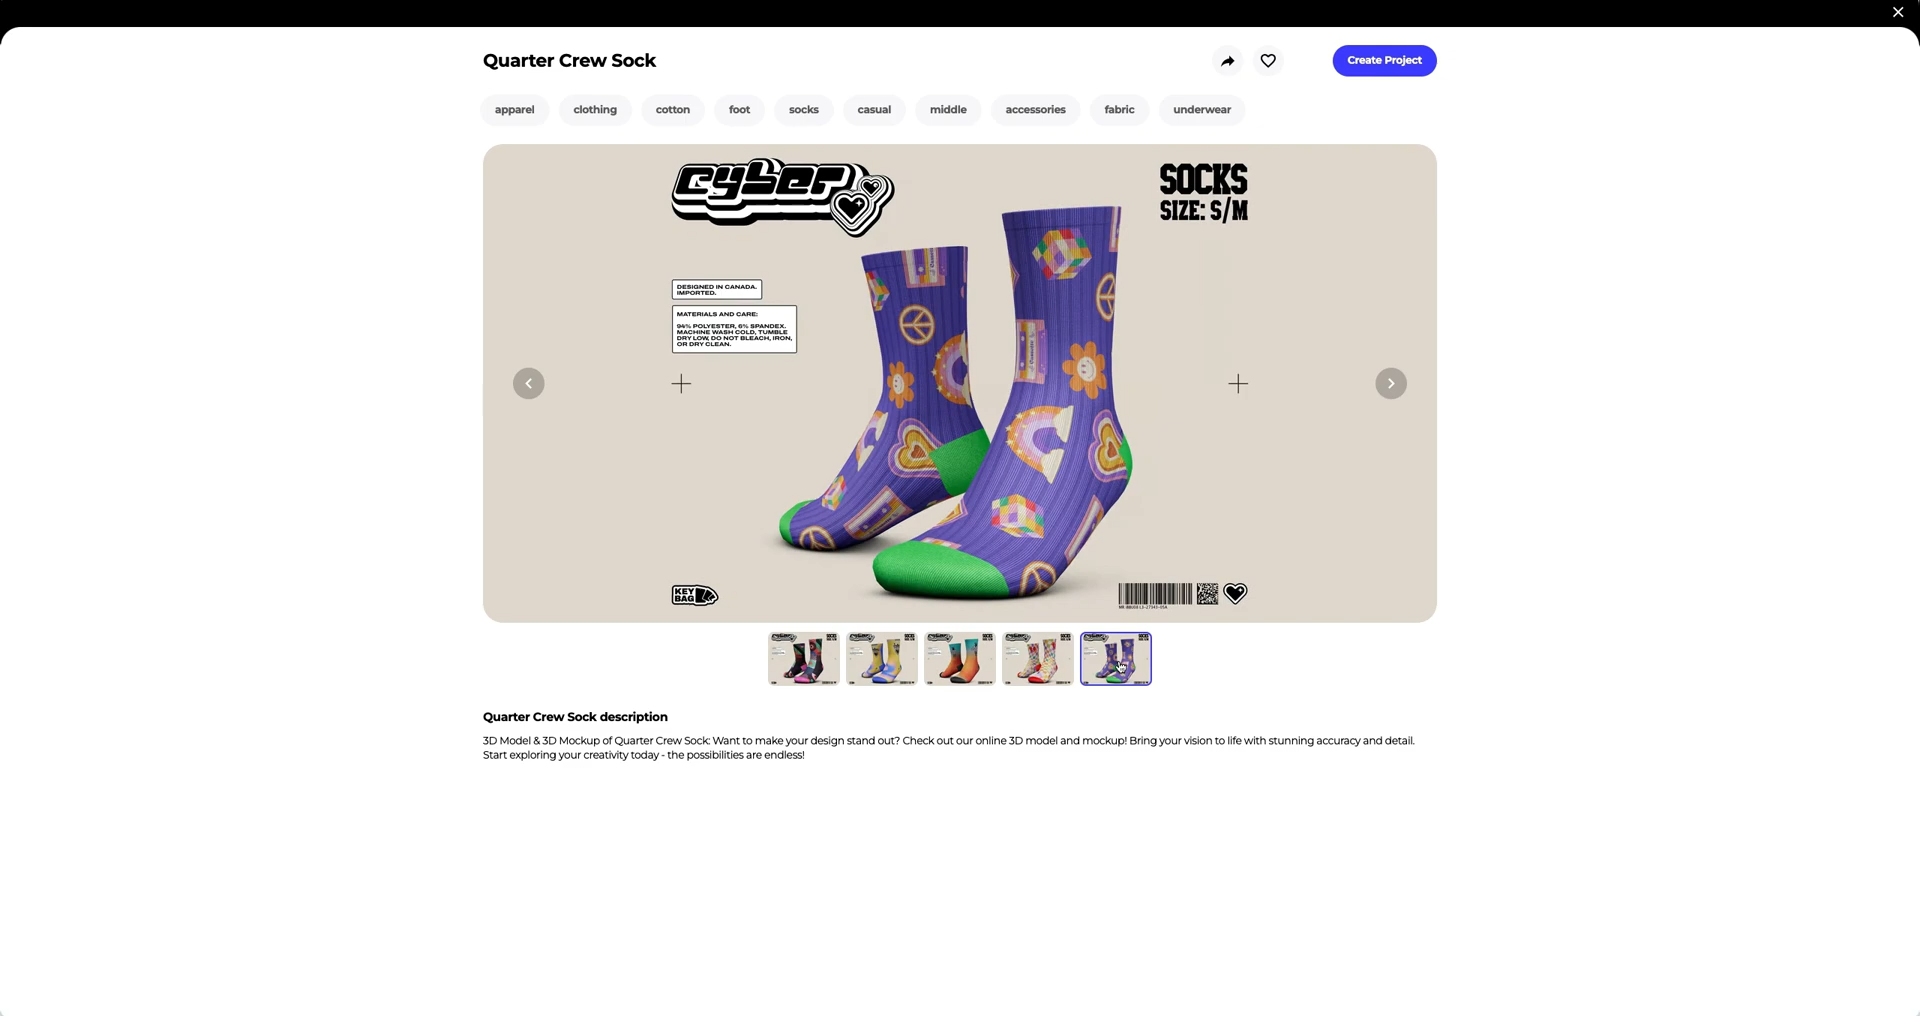 Quarter Crew Sock
Create Project
apparel
clothing
cotton
foot
socks
casual
middle
accessories
fabric
underwear
cyber
SOCKS
SIZE: S/M
DESIGNED IN CANADA.
IMPORTED.
MATERIALS AND CARE:
94% POLYESTER, 6% SPANDEX.
MACHINE WASH COLD, TUMBLE
DRY LOW, DO NOT BLEACH, IRON,
OR DRY CLEAN.
KEY
BAG
Quarter Crew Sock description
3D Model & 3D Mockup of Quarter Crew Sock: Want to make your design stand out? Check out our online 3D model and mockup! Bring your vision to life with stunning accuracy and detail.
Start exploring your creativity today - the possibilities are endless!